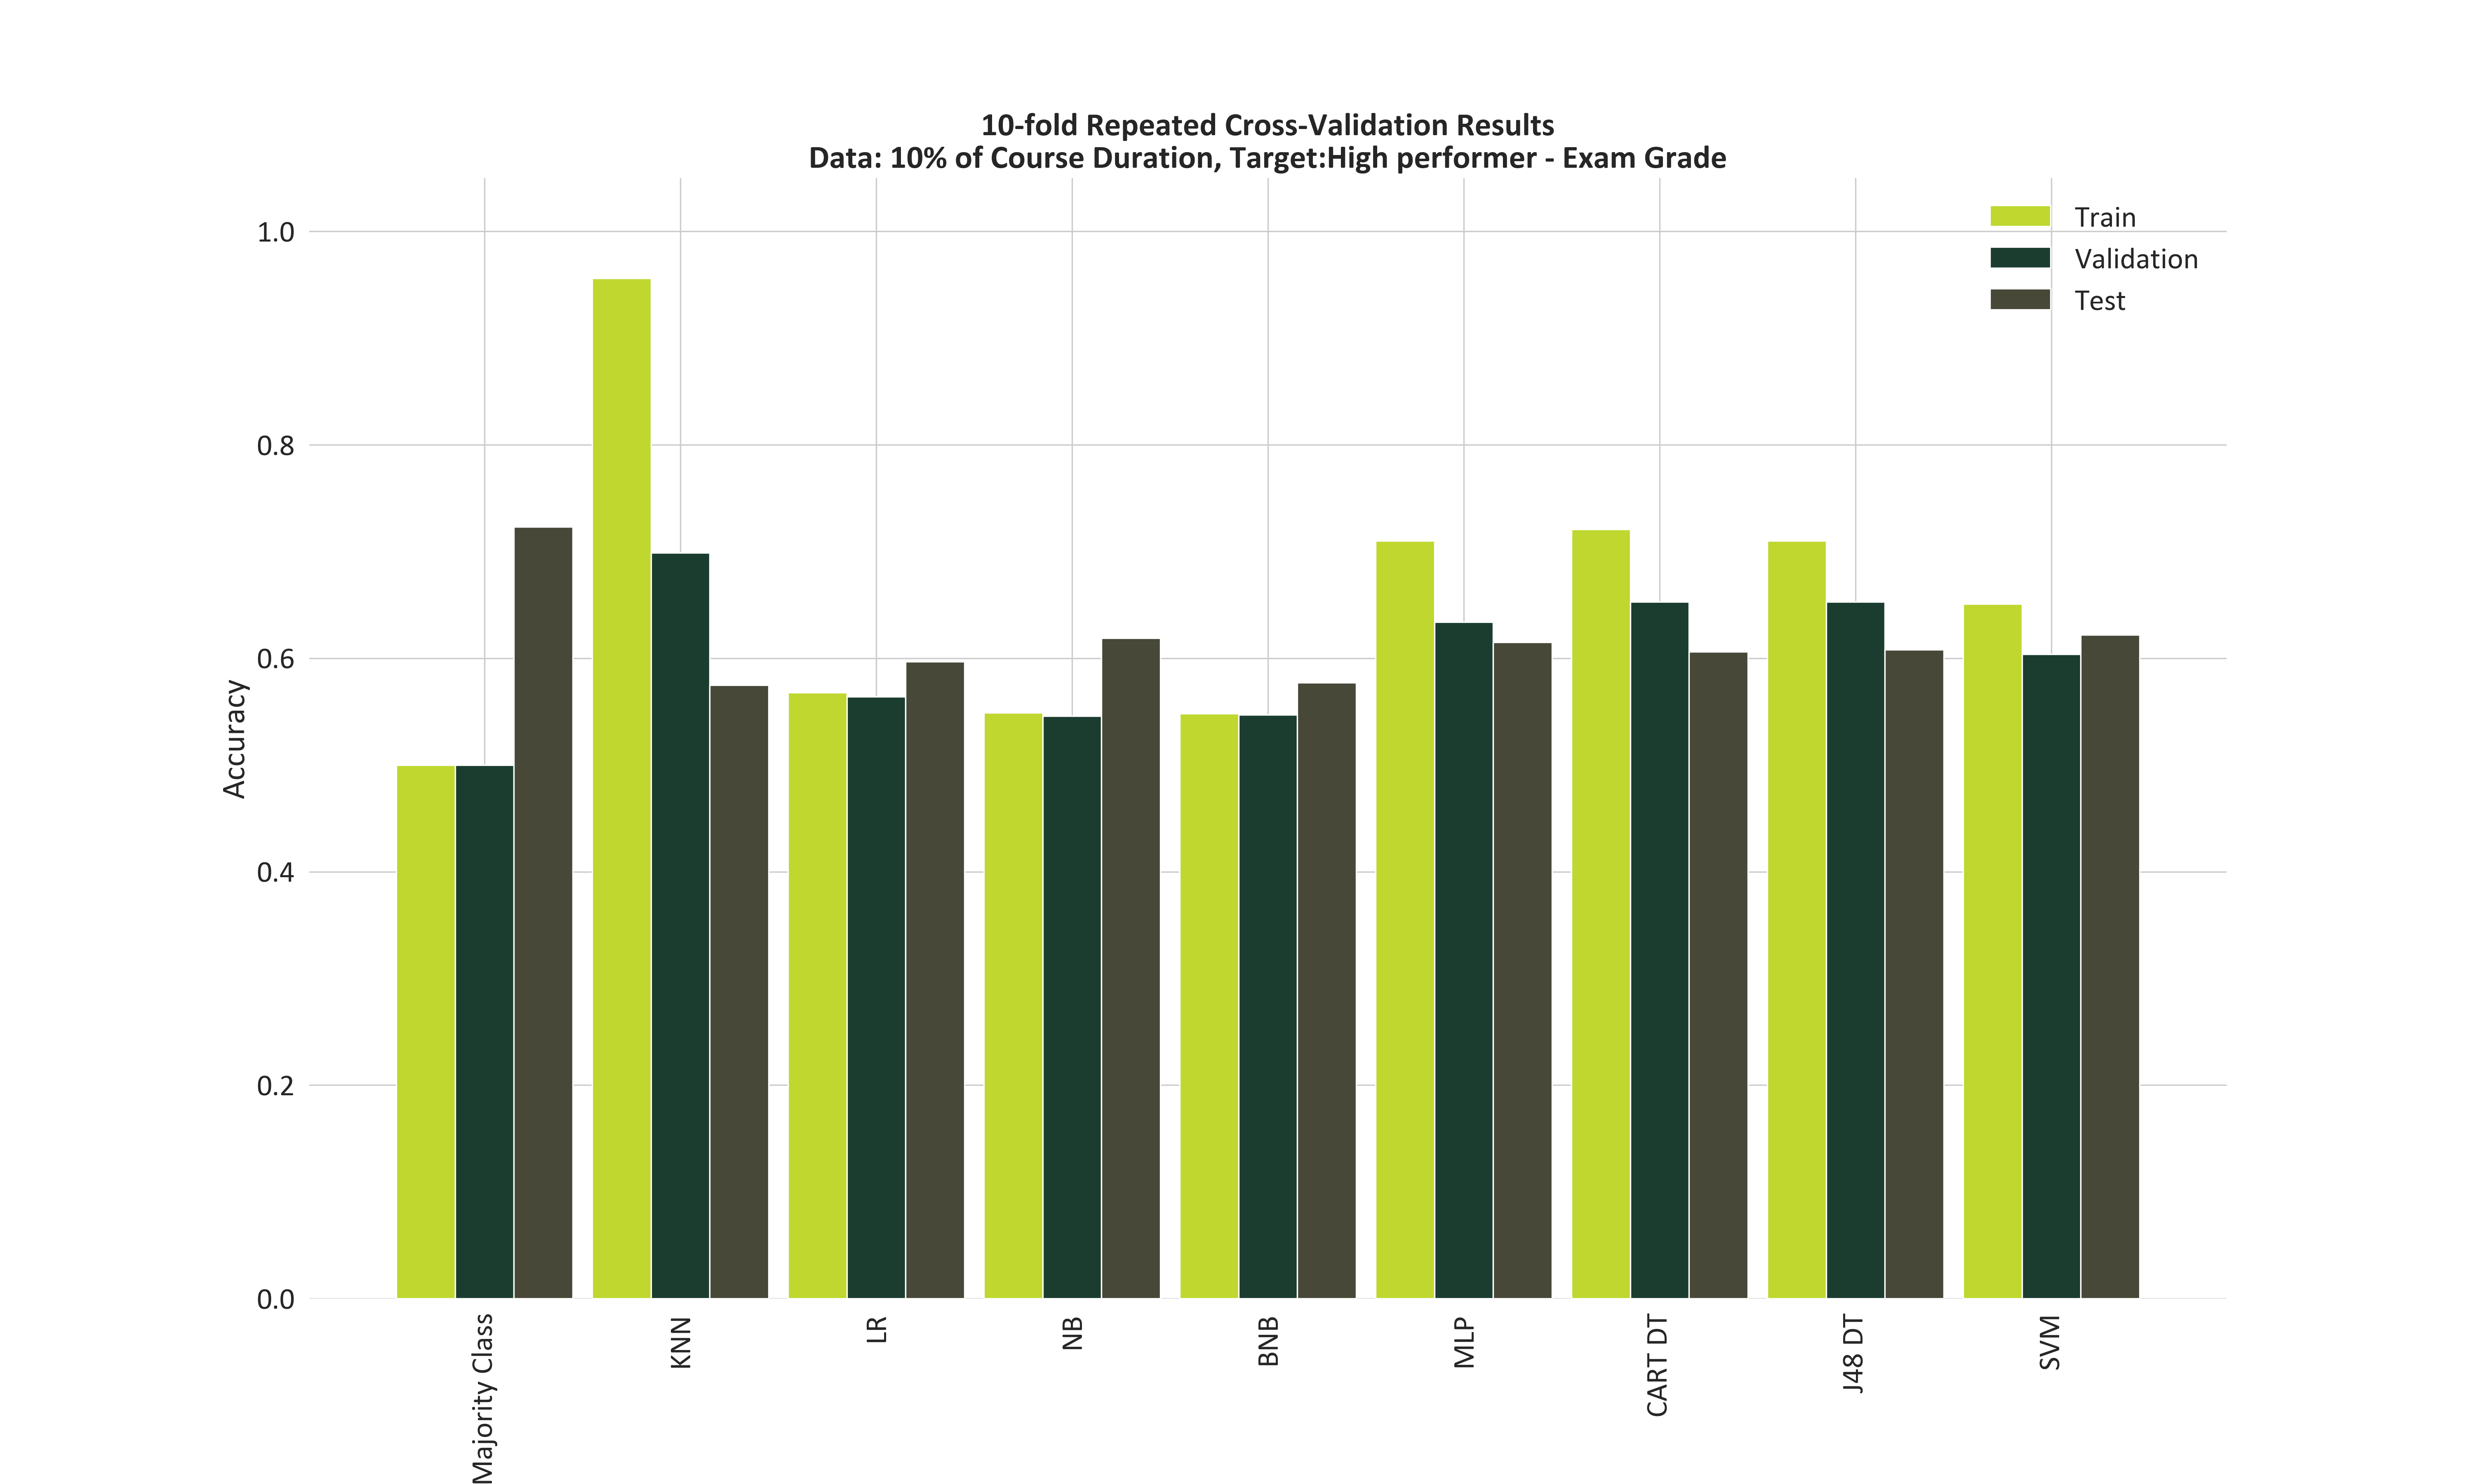 10-fold Repeated Cross-Validation Results
Data: 10% of Course Duration, Target:High performer - Exam Grade
Train
Validation
Test
Accuracy
1.0
0.8
0.6
0.4
0.2
0.0
Majority Class
KNN
LR
NB
BNB
MLP
CART DT
J48 DT
SVM